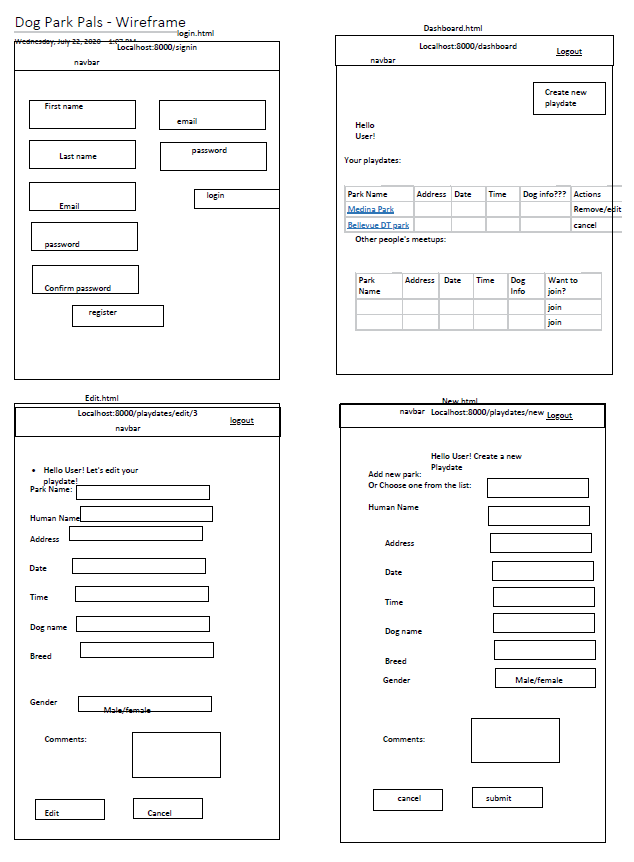 Dog Park Pals - Wireframe
Wednesday, July 22, 2020 1:07 PM
login.html
Localhost:8000/signin
navbar
First name
email
Last name
password
Email
login
password
Confirm password
register
Dashboard.html
Localhost:8000/dashboard
Logout
navbar
Create new
playdate
Hello
User!
Your playdates:
Park Name Address Date Time Dog info??? Actions
Medina Park Remove/edit
Bellevue DT park cancel
Other people's meetups:
Park Name Address Date Time Dog Info Want to join?
join
join
Edit.html
Localhost:8000/playdates/edit/3
logout
navbar
• Hello User! Let's edit your
playdate!
Park Name:
Human Name
Address
Date
Time
Dog name
Breed
Gender
Male/female
Comments:
Edit Cancel
New.html
navbar Localhost:8000/playdates/new Logout
Hello User! Create a new
Playdate
Add new park:
Or Choose one from the list:
Human Name
Address
Date
Time
Dog name
Breed
Gender Male/female
Comments:
cancel submit